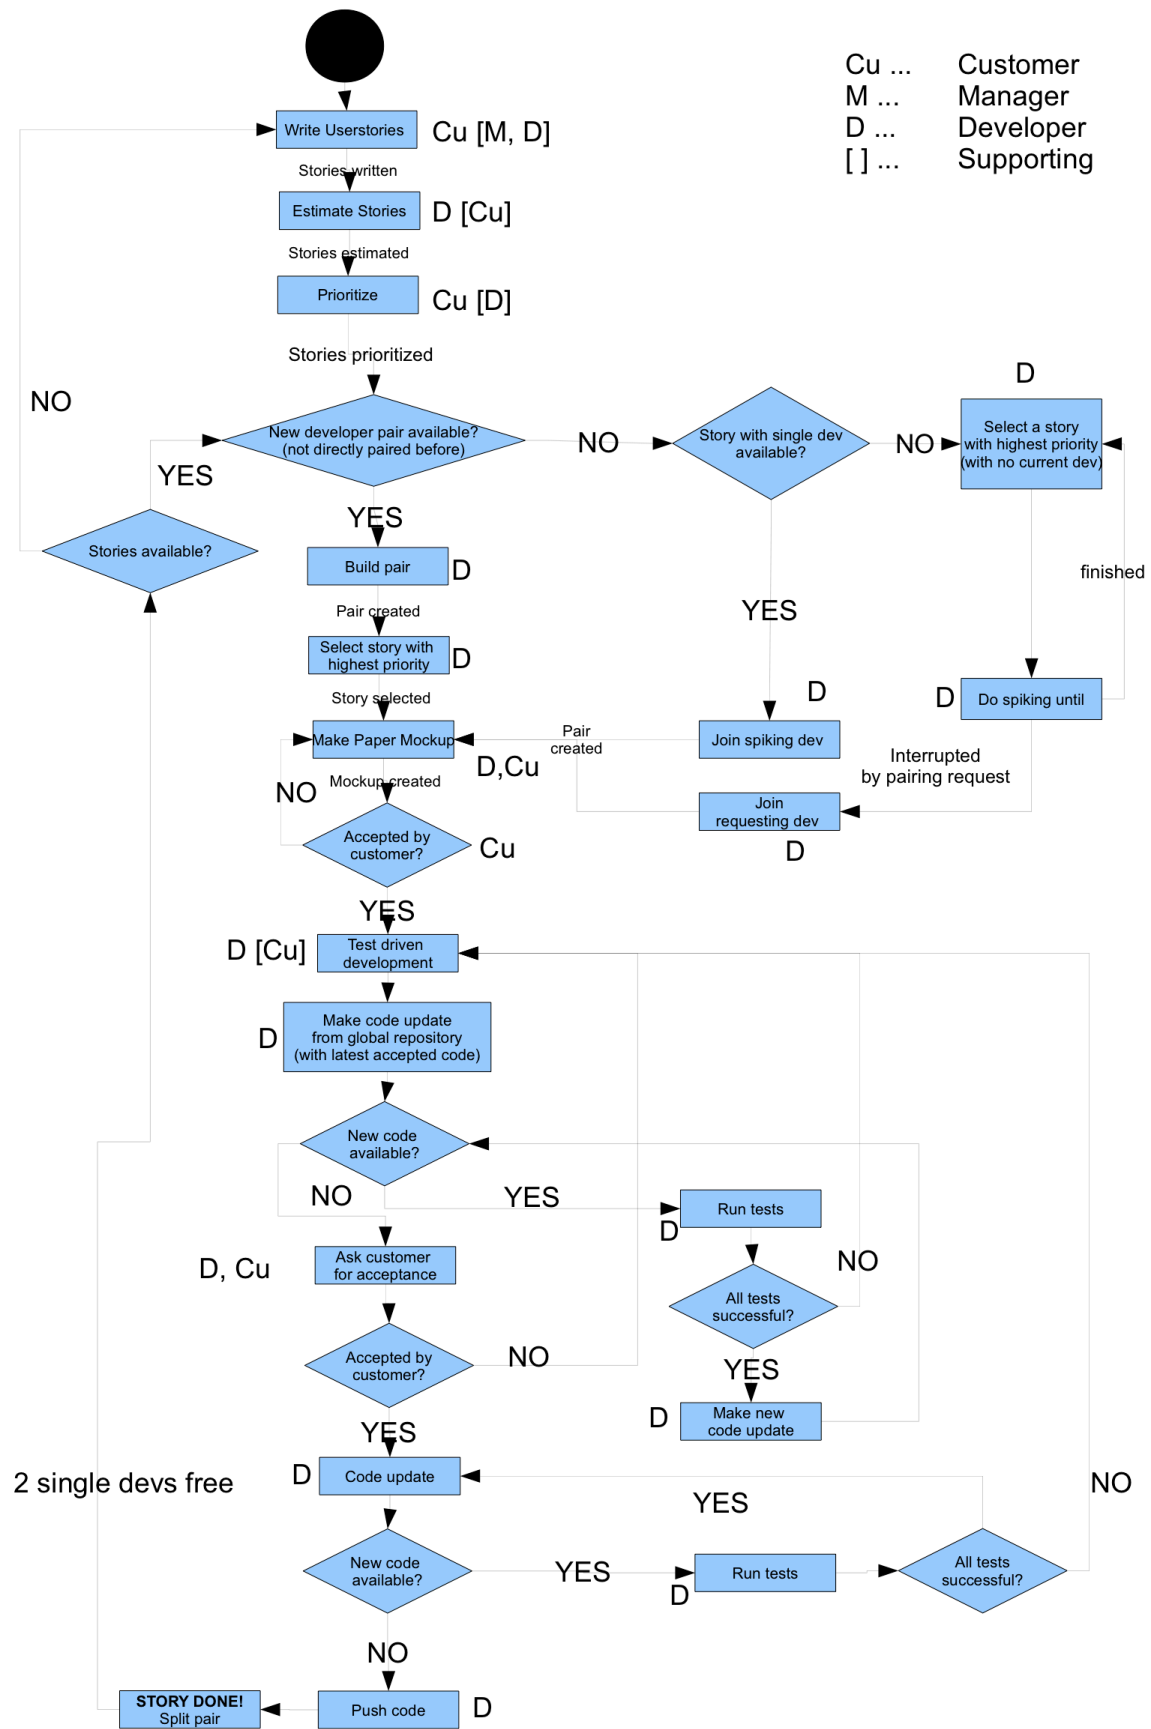 Cu ... Customer
M ... Manager
D ... Developer
[ ] ... Supporting
Write Userstories
Cu [M, D]
Stories written
Estimate Stories
D [Cu]
Stories estimated
Prioritize
Cu [D]
Stories prioritized
NO
New developer pair available?
(not directly paired before)
NO
Story with single dev
available?
NO
D
Select a story
with highest priority
(with no current dev)
YES
Stories available?
YES
Build pair
D
Pair created
Select story with
highest priority
D
Story selected
YES
finished
D
Do spiking until
D
Join spiking dev
Pair
created
Make Paper Mockup
D,Cu
Interrupted
by pairing request
Join
requesting dev
D
Mockup created
NO
Accepted by
customer?
Cu
YES
D [Cu]
Test driven
development
D
Make code update
from global repository
(with latest accepted code)
New code
available?
NO
YES
Run tests
D
D, Cu
Ask customer
for acceptance
NO
All tests
successful?
Accepted by
customer?
NO
YES
D
Make new
code update
YES
D
Code update
2 single devs free
YES
NO
New code
available?
YES
Run tests
D
All tests
successful?
NO
STORY DONE!
Split pair
Push code
D